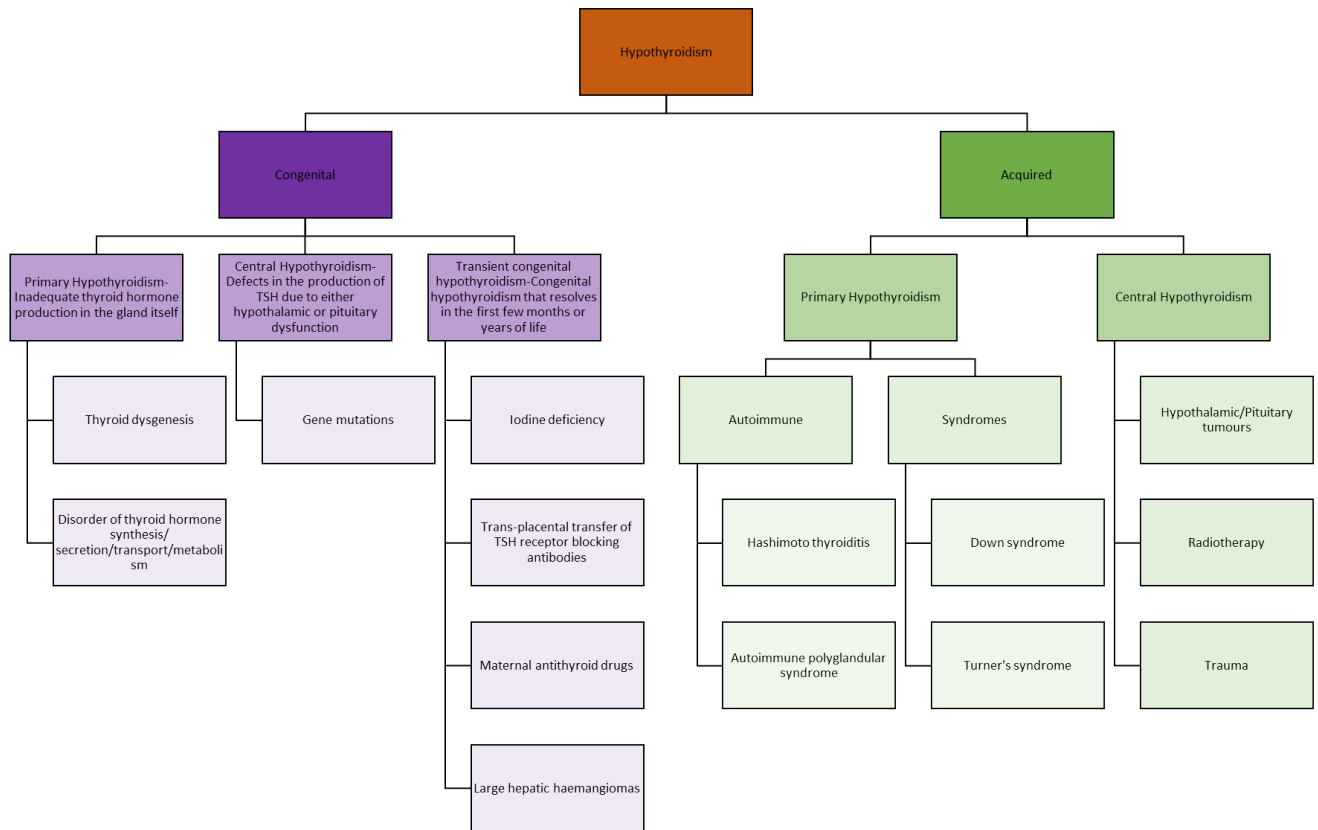 Hypothyroidism
Congenital
Acquired
Primary Hypothyroidism-
Inadequate thyroid hormone
production in the gland itself
Central Hypothyroidism-
Defects in the production of
TSH due to either
hypothalamic or pituitary
dysfunction
Transient congenital
hypothyroidism-Congenital
hypothyroidism that resolves
in the first few months or
years of life
Primary Hypothyroidism
Central Hypothyroidism
Thyroid dysgenesis
Gene mutations
Iodine deficiency
Autoimmune
Syndromes
Hypothalamic/Pituitary
tumours
Disorder of thyroid hormone
synthesis/
secretion/transport/metaboli
sm
Trans-placental transfer of
TSH receptor blocking
antibodies
Hashimoto thyroiditis
Down syndrome
Radiotherapy
Maternal antithyroid drugs
Autoimmune polyglandular
syndrome
Turner's syndrome
Trauma
Large hepatic haemangiomas